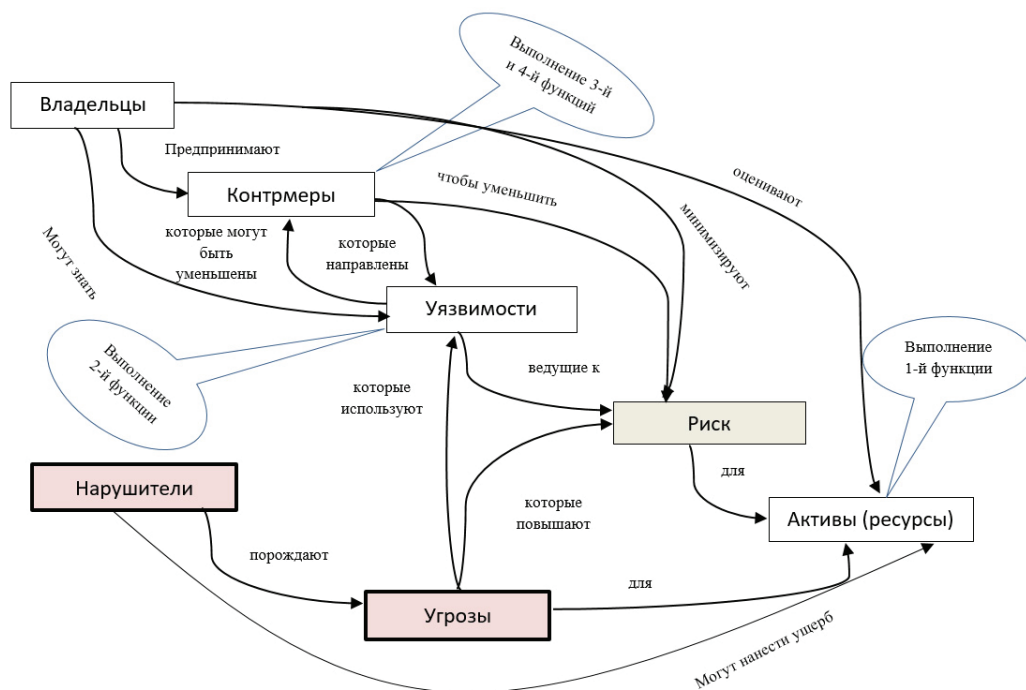 Выполнение 3-й
и 4-й функций
Владельцы
Предпринимают
Контрмеры
чтобы уменьшить
оценивают
минимизируют
Могут знать
которые могут
быть
уменьшены
которые
направлены
Уязвимости
Выполнение
2-й функции
Выполнение
1-й функции
которые
используют
ведущие к
Риск
для
Нарушители
которые
повышают
Активы (ресурсы)
порождают
Угрозы
для
Могут нанести ущерб